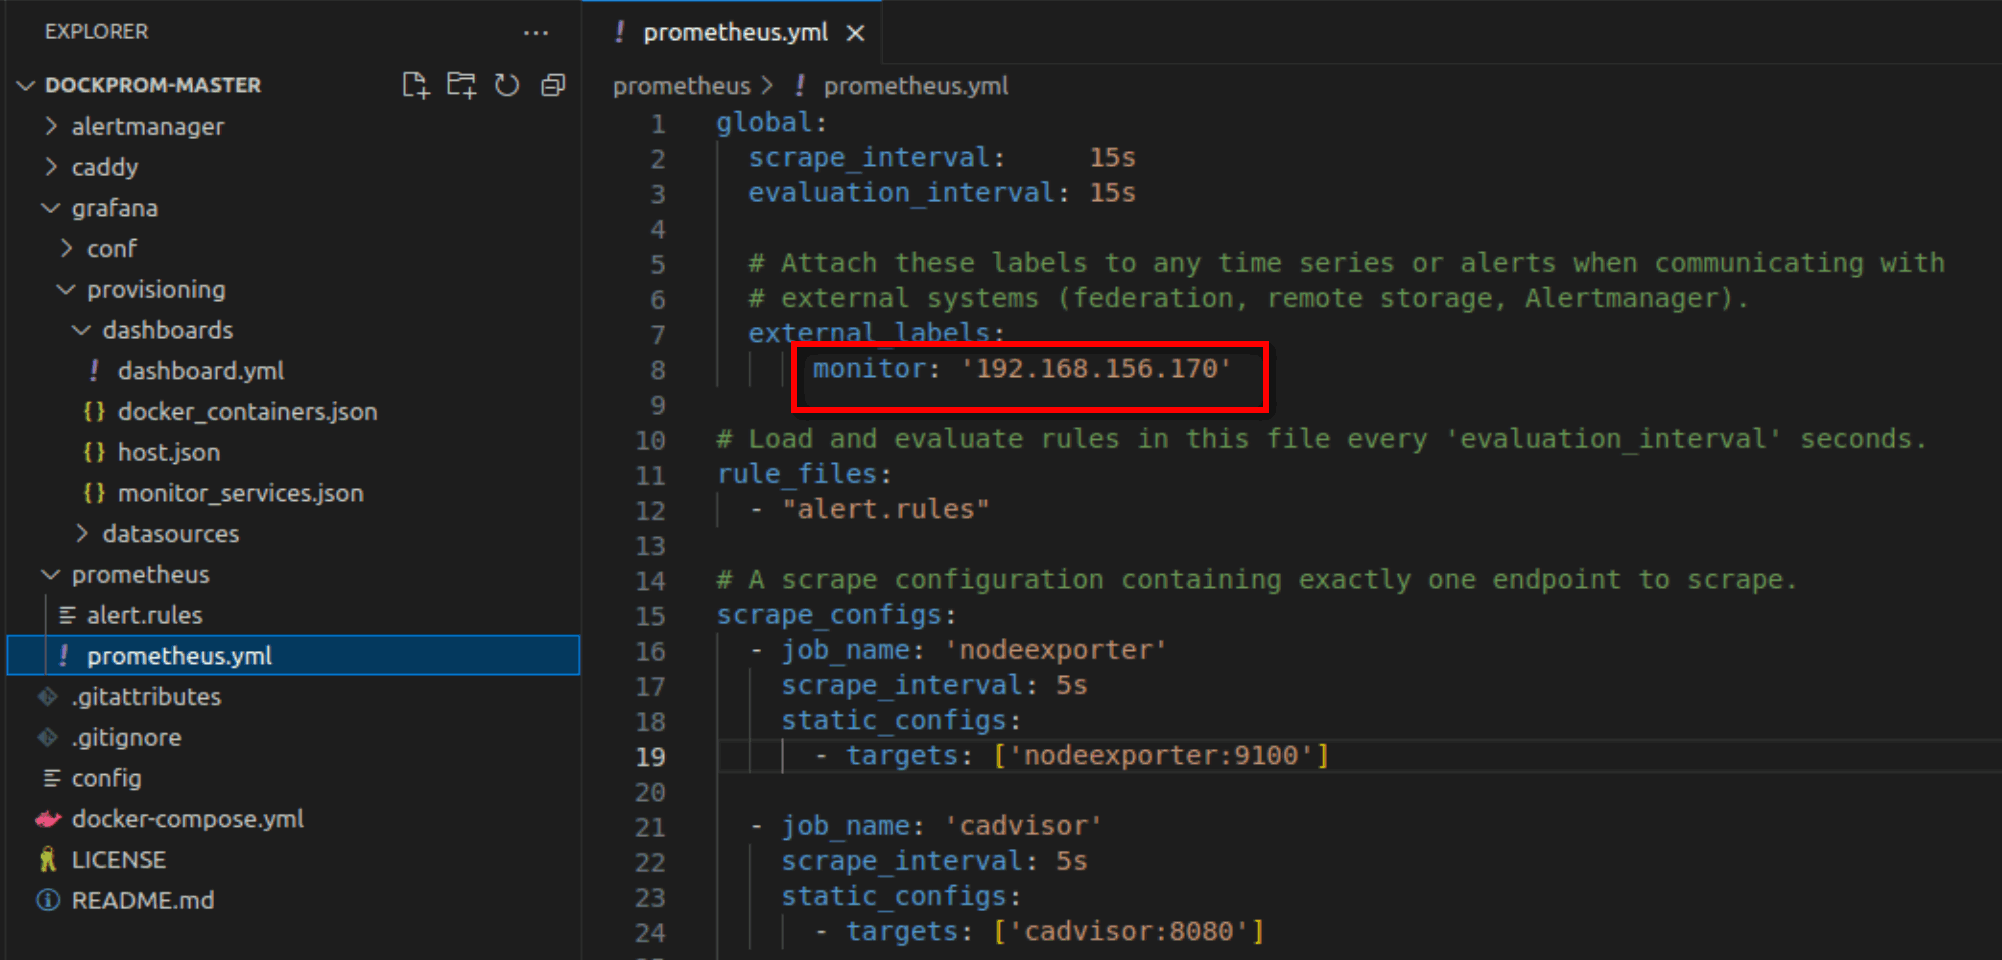 EXPLORER
DOCKPROM-MASTER
alertmanager
caddy
grafana
conf
provisioning
dashboards
! dashboard.yml
{} docker_containers.json
{} host.json
{} monitor_services.json
datasources
prometheus
alert.rules
! prometheus.yml
.gitattributes
.gitignore
config
docker-compose.yml
LICENSE
README.md
! prometheus.yml
prometheus > ! prometheus.yml
1 global:
2   scrape_interval:     15s
3   evaluation_interval: 15s
4
5   # Attach these labels to any time series or alerts when communicating with
6   # external systems (federation, remote storage, Alertmanager).
7   external_labels:
8       monitor: '192.168.156.170'
9
10 # Load and evaluate rules in this file every 'evaluation_interval' seconds.
11 rule_files:
12   - "alert.rules"
13
14 # A scrape configuration containing exactly one endpoint to scrape.
15 scrape_configs:
16   - job_name: 'nodeexporter'
17     scrape_interval: 5s
18     static_configs:
19       - targets: ['nodeexporter:9100']
20
21   - job_name: 'cadvisor'
22     scrape_interval: 5s
23     static_configs:
24       - targets: ['cadvisor:8080']